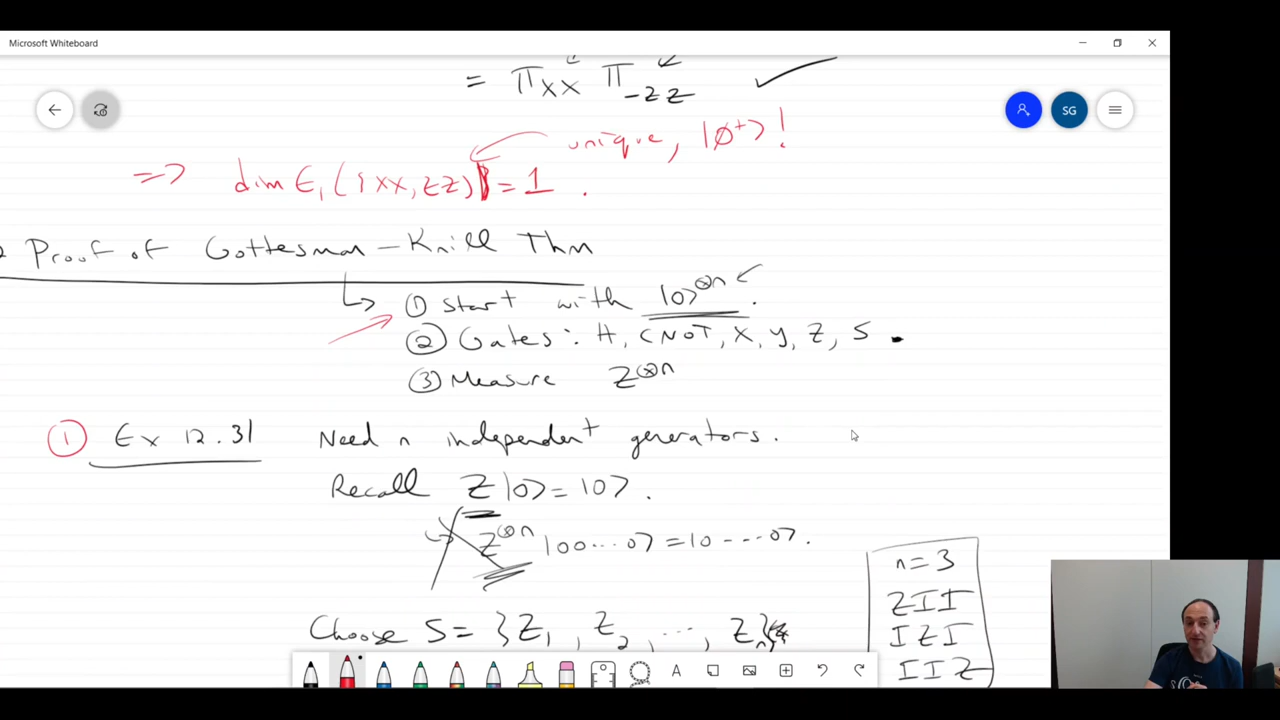 Microsoft Whiteboard
SG
= Π_XX Π_-ZZ ✓
unique, |Φ⁺⟩!
=> dim E₁({XX, ZZ}) = 1.
Proof of Gottesman-Knill Thm
① Start with |0⟩^⊗n.
② Gates: H, CNOT, X, Y, Z, S.
③ Measure Z^⊗n
① Ex 12.31 Need n independent generators.
Recall Z|0⟩=|0⟩.
Z^⊗n |00...0⟩=|0---0⟩.
Choose S = {Z₁, Z₂, ..., Zₙ}
n=3
ZII
IZI
IIZ
A